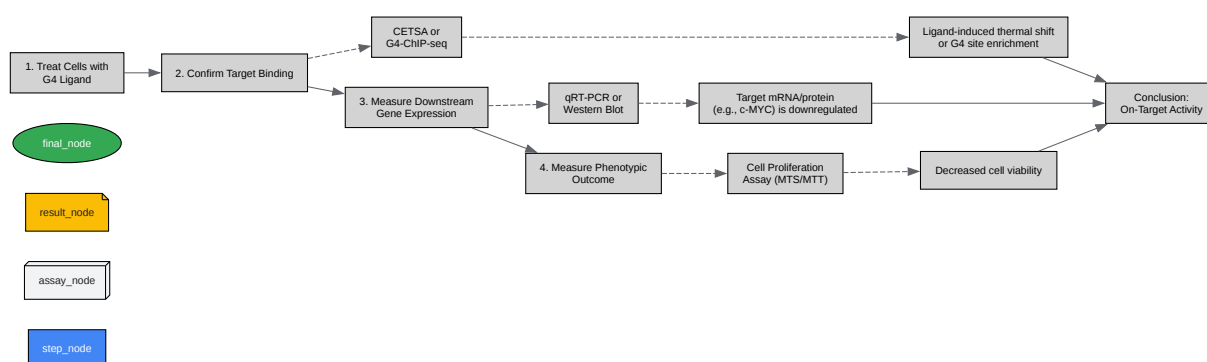 1. Treat Cells with
G4 Ligand
2. Confirm Target Binding
CETSA or
G4-ChIP-seq
Ligand-induced thermal shift
or G4 site enrichment
3. Measure Downstream
Gene Expression
qRT-PCR or
Western Blot
Target mRNA/protein
(e.g., c-MYC) is downregulated
Conclusion:
On-Target Activity
4. Measure Phenotypic
Outcome
Cell Proliferation
Assay (MTS/MTT)
Decreased cell viability
final_node
result_node
assay_node
step_node